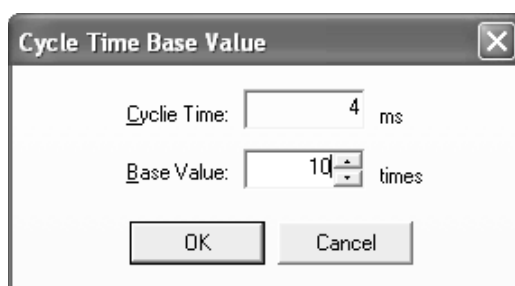 Cycle Time Base Value
Cyclie Time: 4 ms
Base Value: 10 times
OK Cancel